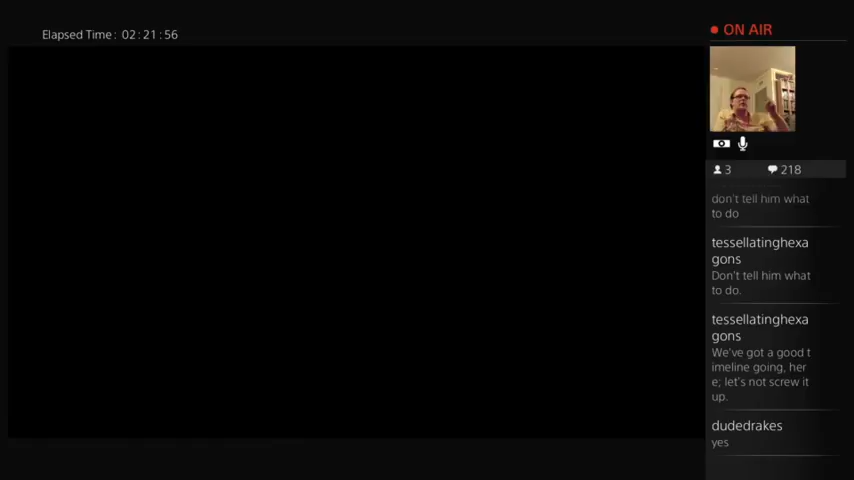 Elapsed Time: 02:21:56
ON AIR
3 218
don't tell him what
to do
tessellatinghexa
gons
Don't tell him what
to do.
tessellatinghexa
gons
We've got a good t
imeline going, her
e; let's not screw it
up.
dudedrakes
yes